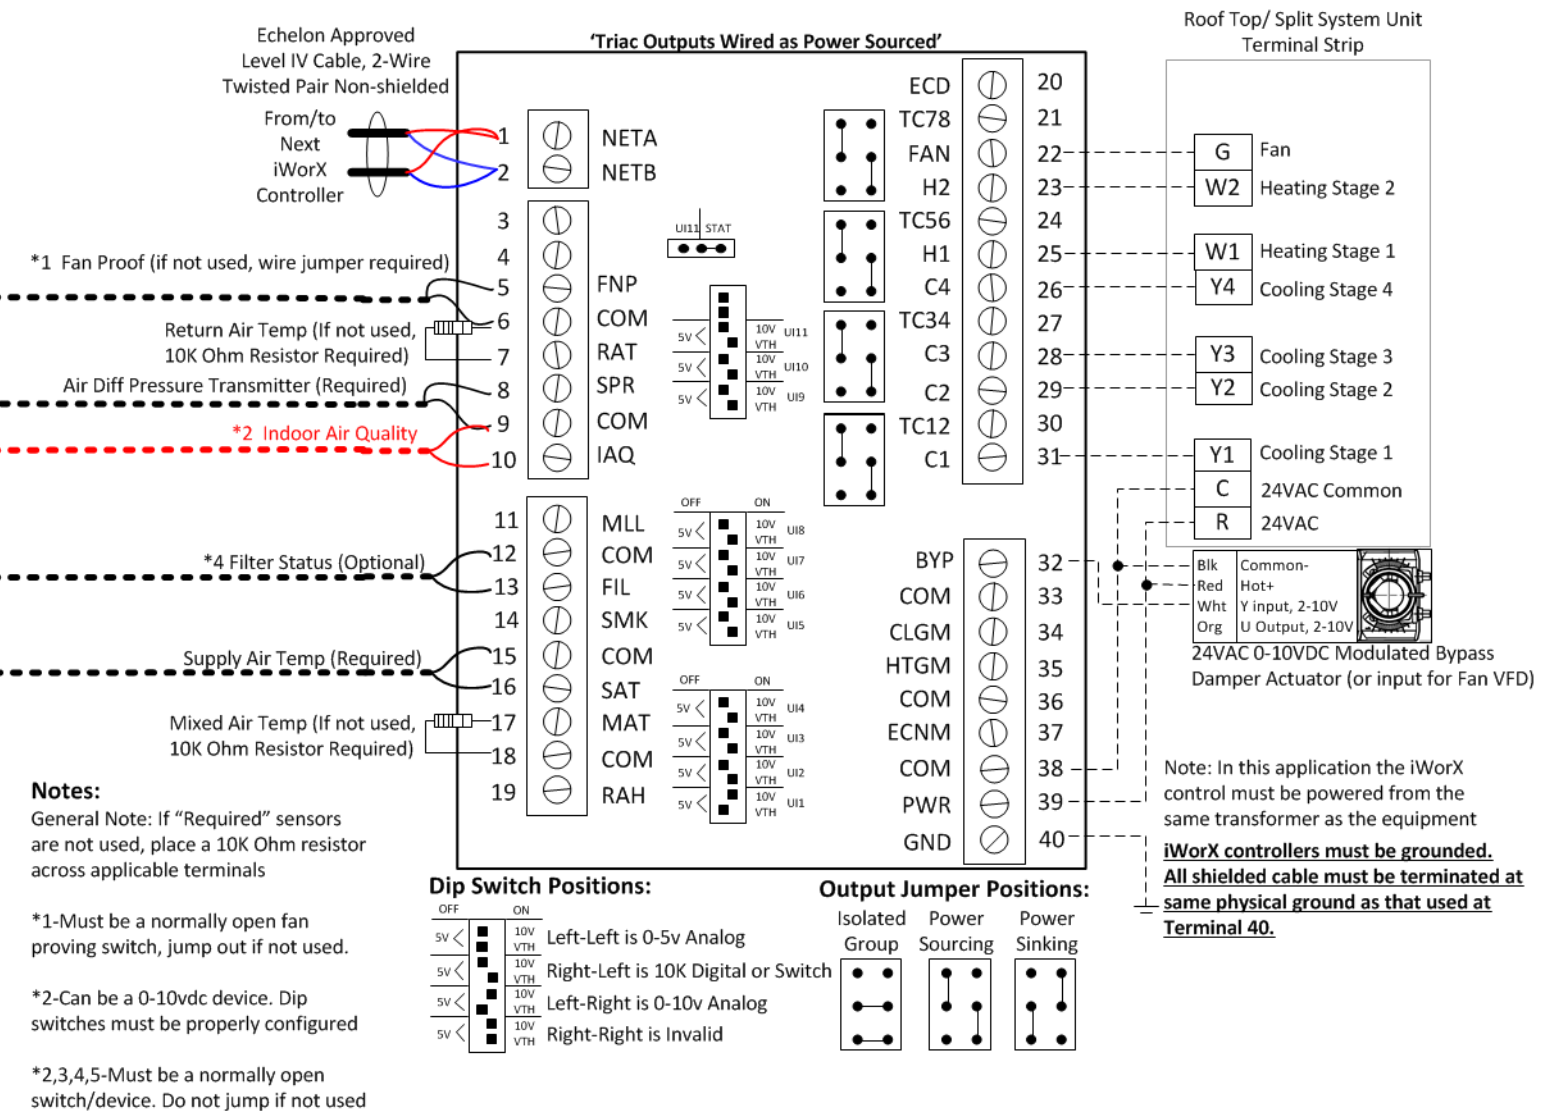 Echelon Approved
Level IV Cable, 2-Wire
Twisted Pair Non-shielded
From/to
Next
iWorX
Controller
'Triac Outputs Wired as Power Sourced'
Roof Top/ Split System Unit
Terminal Strip
1 NETA
2 NETB
3
4
*1 Fan Proof (if not used, wire jumper required)
5 FNP
6 COM
Return Air Temp (If not used,
10K Ohm Resistor Required)
7 RAT
Air Diff Pressure Transmitter (Required)
8 SPR
9 COM
*2 Indoor Air Quality
10 IAQ
11 MLL
*4 Filter Status (Optional)
12 COM
13 FIL
14 SMK
Supply Air Temp (Required)
15 COM
16 SAT
Mixed Air Temp (If not used,
10K Ohm Resistor Required)
17 MAT
18 COM
19 RAH
UI11 STAT
5V < 10V VTH UI11
5V < 10V VTH UI10
5V < 10V VTH UI9
OFF ON
5V < 10V VTH UI8
5V < 10V VTH UI7
5V < 10V VTH UI6
5V < 10V VTH UI5
OFF ON
5V < 10V VTH UI4
5V < 10V VTH UI3
5V < 10V VTH UI2
5V < 10V VTH UI1
ECD 20
TC78 21
FAN 22
H2 23
TC56 24
H1 25
C4 26
TC34 27
C3 28
C2 29
TC12 30
C1 31
BYP 32
COM 33
CLGM 34
HTGM 35
COM 36
ECNM 37
COM 38
PWR 39
GND 40
G Fan
W2 Heating Stage 2
W1 Heating Stage 1
Y4 Cooling Stage 4
Y3 Cooling Stage 3
Y2 Cooling Stage 2
Y1 Cooling Stage 1
C 24VAC Common
R 24VAC
Blk Common-
Red Hot+
Wht Y input, 2-10V
Org U Output, 2-10V
24VAC 0-10VDC Modulated Bypass
Damper Actuator (or input for Fan VFD)
Note: In this application the iWorX
control must be powered from the
same transformer as the equipment
iWorX controllers must be grounded.
All shielded cable must be terminated at
same physical ground as that used at
Terminal 40.
Notes:
General Note: If “Required” sensors
are not used, place a 10K Ohm resistor
across applicable terminals
*1-Must be a normally open fan
proving switch, jump out if not used.
*2-Can be a 0-10vdc device. Dip
switches must be properly configured
*2,3,4,5-Must be a normally open
switch/device. Do not jump if not used
Dip Switch Positions:
OFF ON
5V < 10V VTH Left-Left is 0-5v Analog
5V < 10V VTH Right-Left is 10K Digital or Switch
5V < 10V VTH Left-Right is 0-10v Analog
5V < 10V VTH Right-Right is Invalid
Output Jumper Positions:
Isolated
Group
Power
Sourcing
Power
Sinking